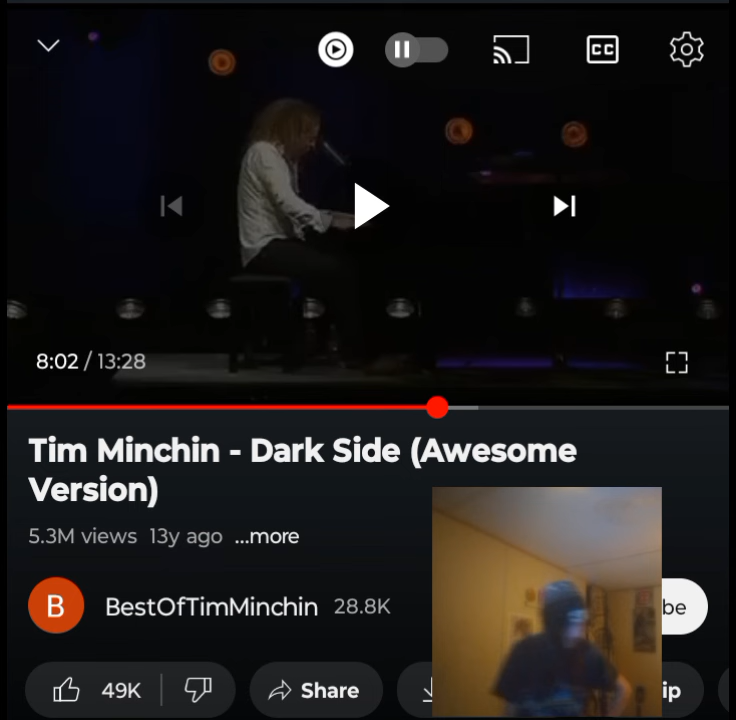 CC
8:02 / 13:28
Tim Minchin - Dark Side (Awesome
Version)
5.3M views 13y ago ...more
B
BestOfTimMinchin 28.8K
be
49K
Share
ip